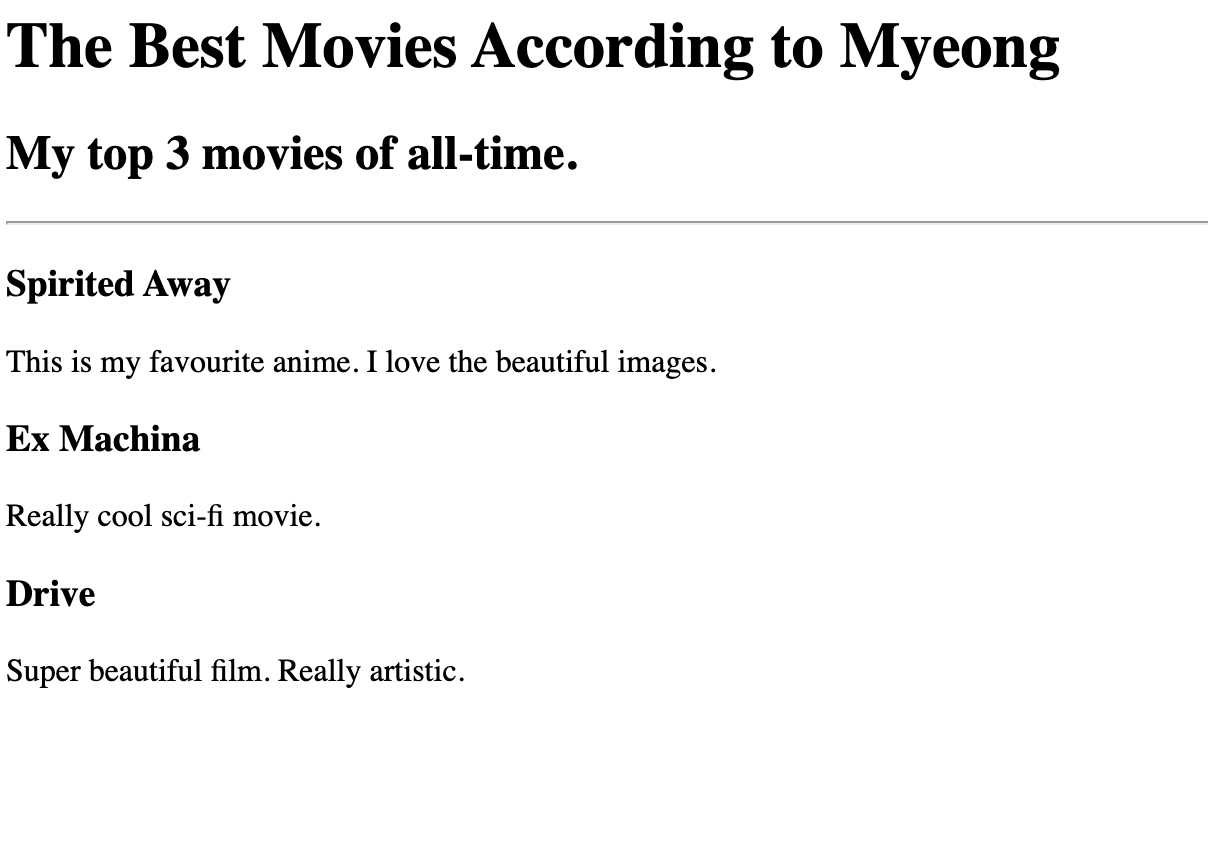 The Best Movies According to Myeong
My top 3 movies of all-time.
Spirited Away
This is my favourite anime. I love the beautiful images.
Ex Machina
Really cool sci-fi movie.
Drive
Super beautiful film. Really artistic.